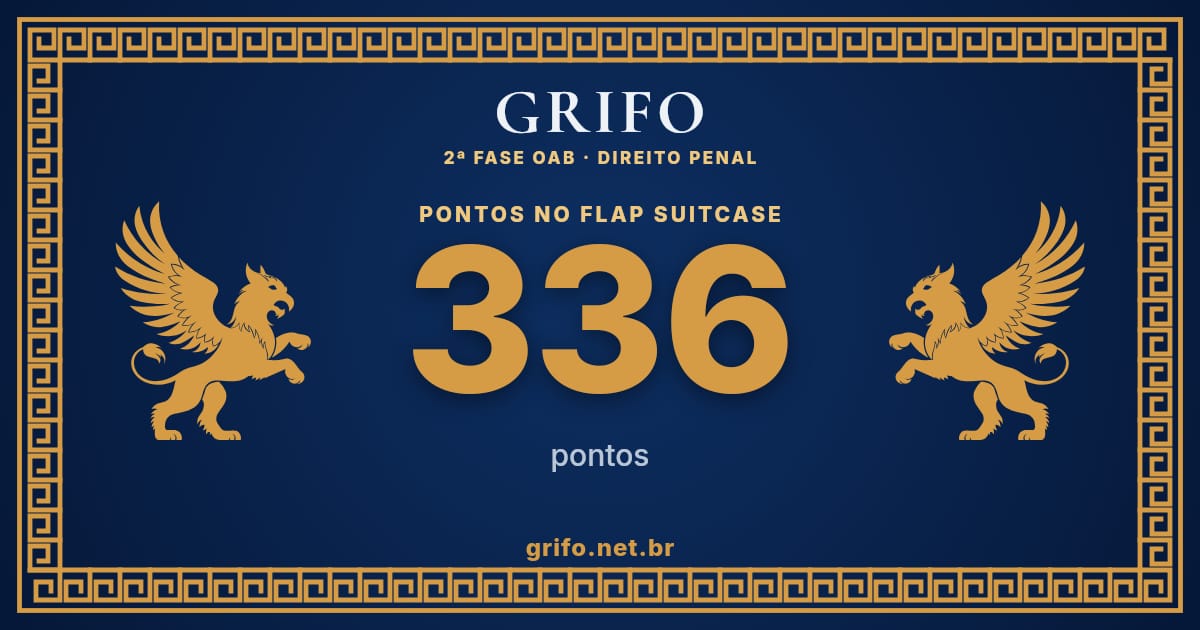 GRIFO
2ª FASE OAB · DIREITO PENAL
PONTOS NO FLAP SUITCASE
336
pontos
grifo.net.br